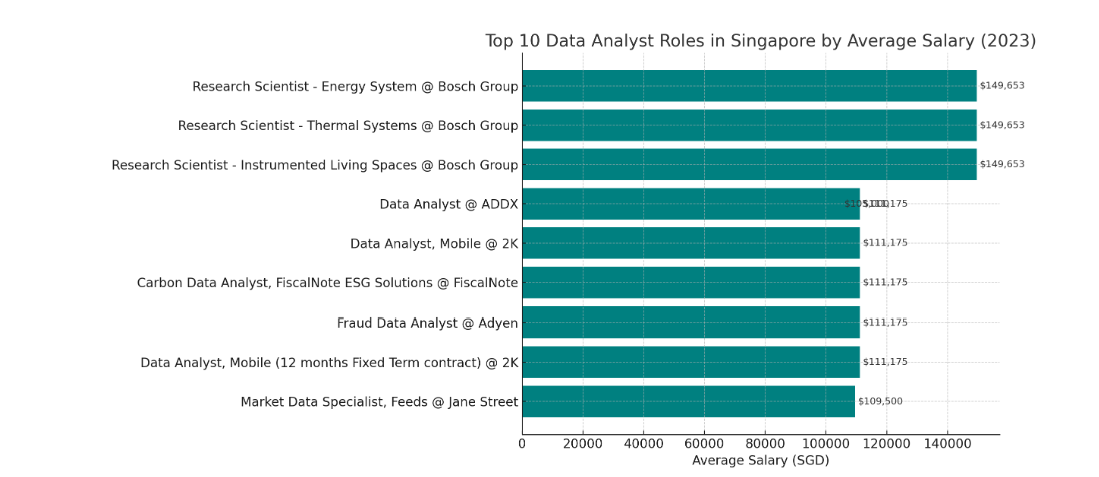 Top 10 Data Analyst Roles in Singapore by Average Salary (2023)
Research Scientist - Energy System @ Bosch Group
$149,653
Research Scientist - Thermal Systems @ Bosch Group
$149,653
Research Scientist - Instrumented Living Spaces @ Bosch Group
$149,653
Data Analyst @ ADDX
$111,175
Data Analyst, Mobile @ 2K
$111,175
Carbon Data Analyst, FiscalNote ESG Solutions @ FiscalNote
$111,175
Fraud Data Analyst @ Adyen
$111,175
Data Analyst, Mobile (12 months Fixed Term contract) @ 2K
$111,175
Market Data Specialist, Feeds @ Jane Street
$109,500
0 20000 40000 60000 80000 100000 120000 140000
Average Salary (SGD)